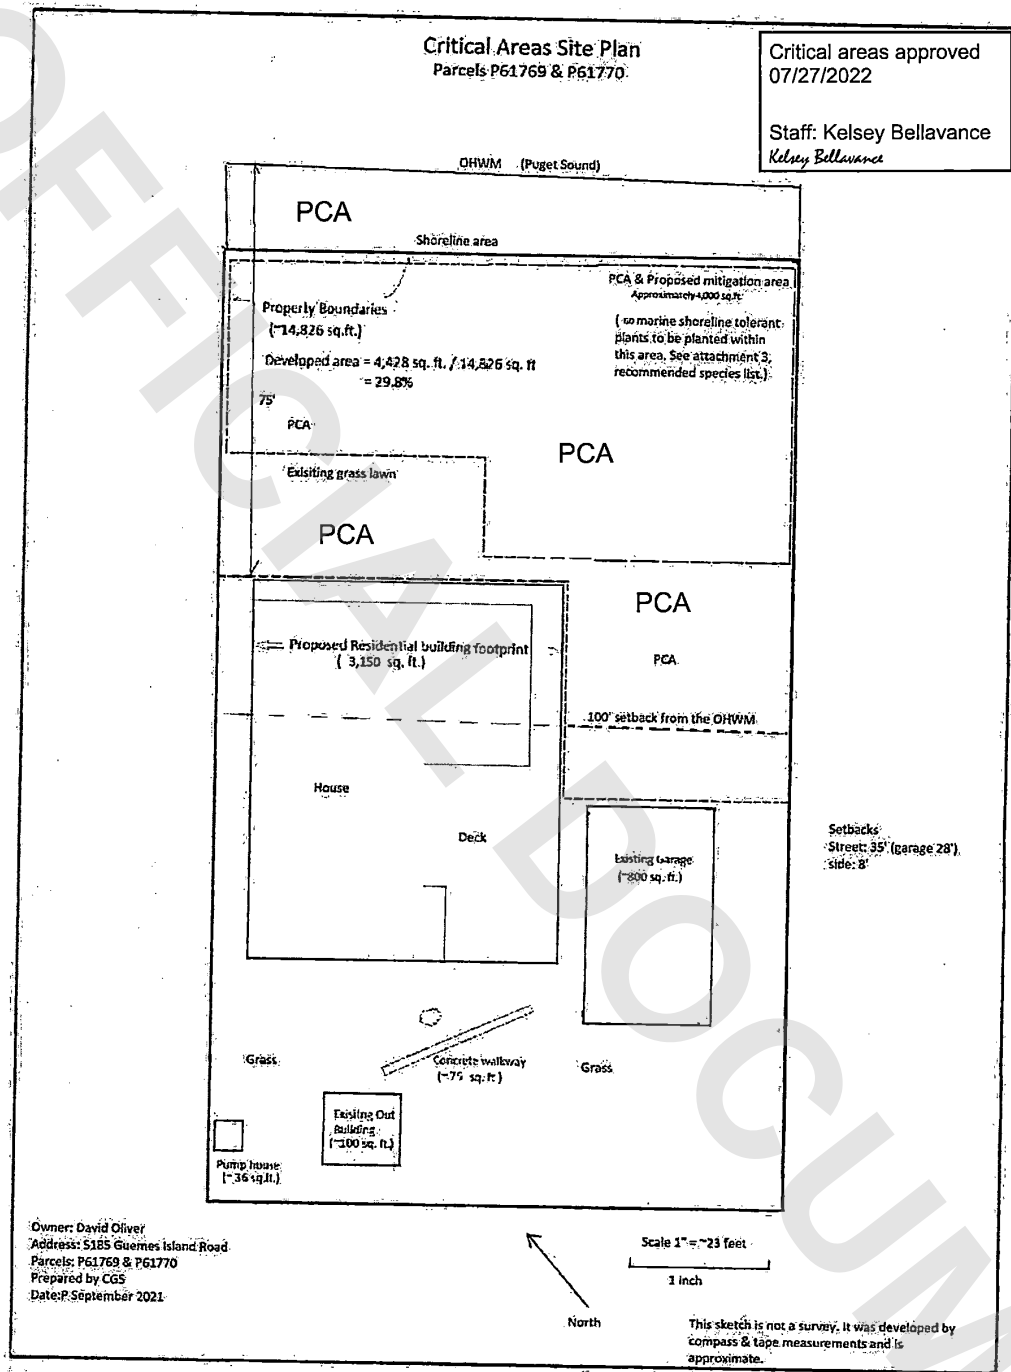 Critical Areas Site Plan
Parcels P61769 & P61770
Critical areas approved
07/27/2022
Staff: Kelsey Bellavance
Kelsey Bellavance
OHWM (Puget Sound)
PCA
Shoreline area
PCA & Proposed mitigation area
Approximately 4,000 sq.ft.
Property Boundaries
(~14,826 sq.ft.)
( 60 marine shoreline tolerant
plants to be planted within
this area. See attachment 3,
recommended species list.)
Developed area = 4,428 sq. ft. / 14,826 sq. ft
= 29.8%
75'
PCA
PCA
Exisiting grass lawn
PCA
PCA
Proposed Residential building footprint
( 3,150 sq. ft.)
PCA
100' setback from the OHWM
House
Deck
Existing Garage
(~800 sq. ft.)
Setbacks
Street: 35' (garage 28')
side: 8'
Grass
Concrete walkway
(~75 sq. ft.)
Grass
Exisiting Out
Building
(~100 sq. ft.)
Pump house
(~36 sq.ft.)
Owner: David Oliver
Address: 5185 Guemes Island Road
Parcels: P61769 & P61770
Prepared by CGS
Date:P September 2021
Scale 1" = ~23 feet
1 inch
North
This sketch is not a survey. It was developed by
compass & tape measurements and is
approximate.
OFFICIAL DOCUM